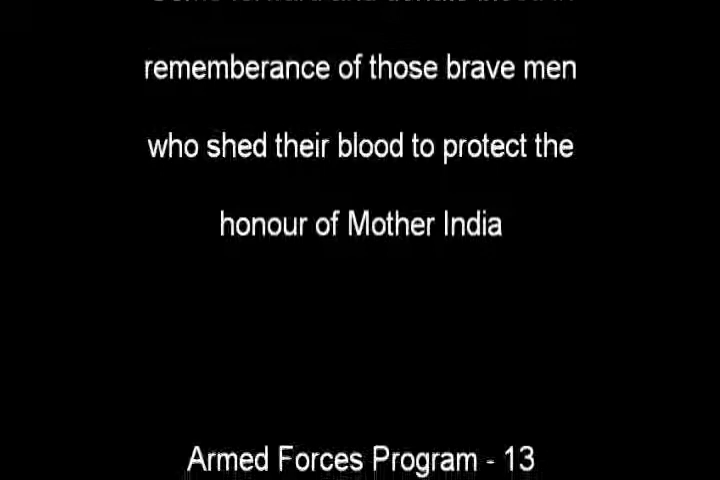 rememberance of those brave men
who shed their blood to protect the
honour of Mother India
Armed Forces Program - 13